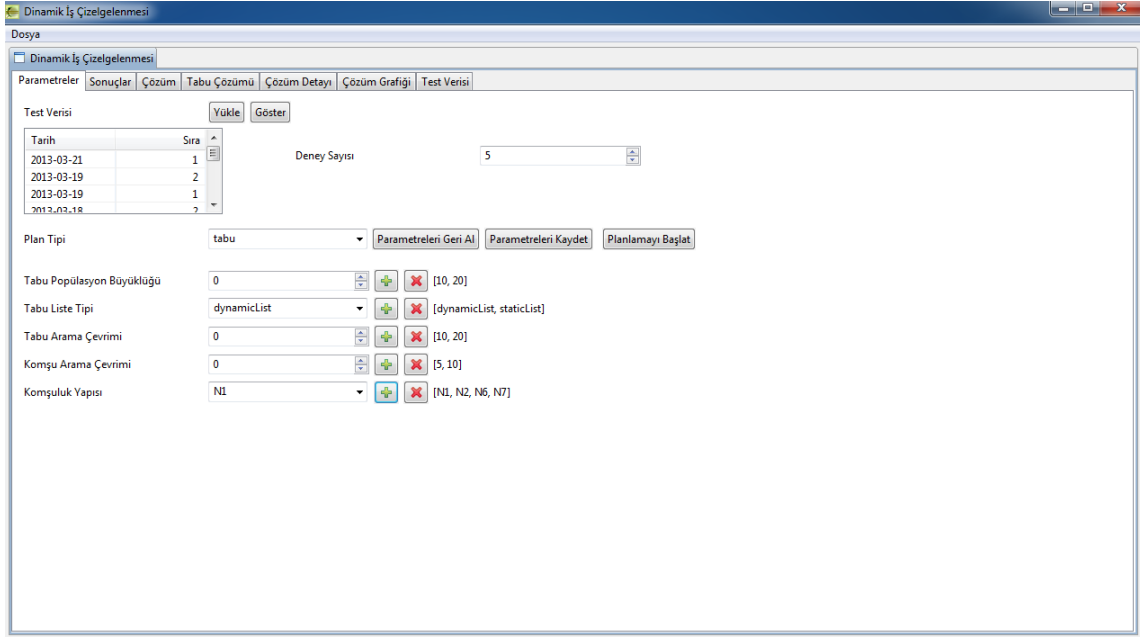 Dinamik İş Çizelgelenmesi
Dosya
Dinamik İş Çizelgelenmesi
Parametreler Sonuçlar Çözüm Tabu Çözümü Çözüm Detayı Çözüm Grafiği Test Verisi
Test Verisi Yükle Göster
Tarih Sıra
2013-03-21 1
2013-03-19 2
2013-03-19 1
2013-03-18 2
Deney Sayısı 5
Plan Tipi tabu Parametreleri Geri Al Parametreleri Kaydet Planlamayı Başlat
Tabu Popülasyon Büyüklüğü 0 [10, 20]
Tabu Liste Tipi dynamicList [dynamicList, staticList]
Tabu Arama Çevrimi 0 [10, 20]
Komşu Arama Çevrimi 0 [5, 10]
Komşuluk Yapısı N1 [N1, N2, N6, N7]